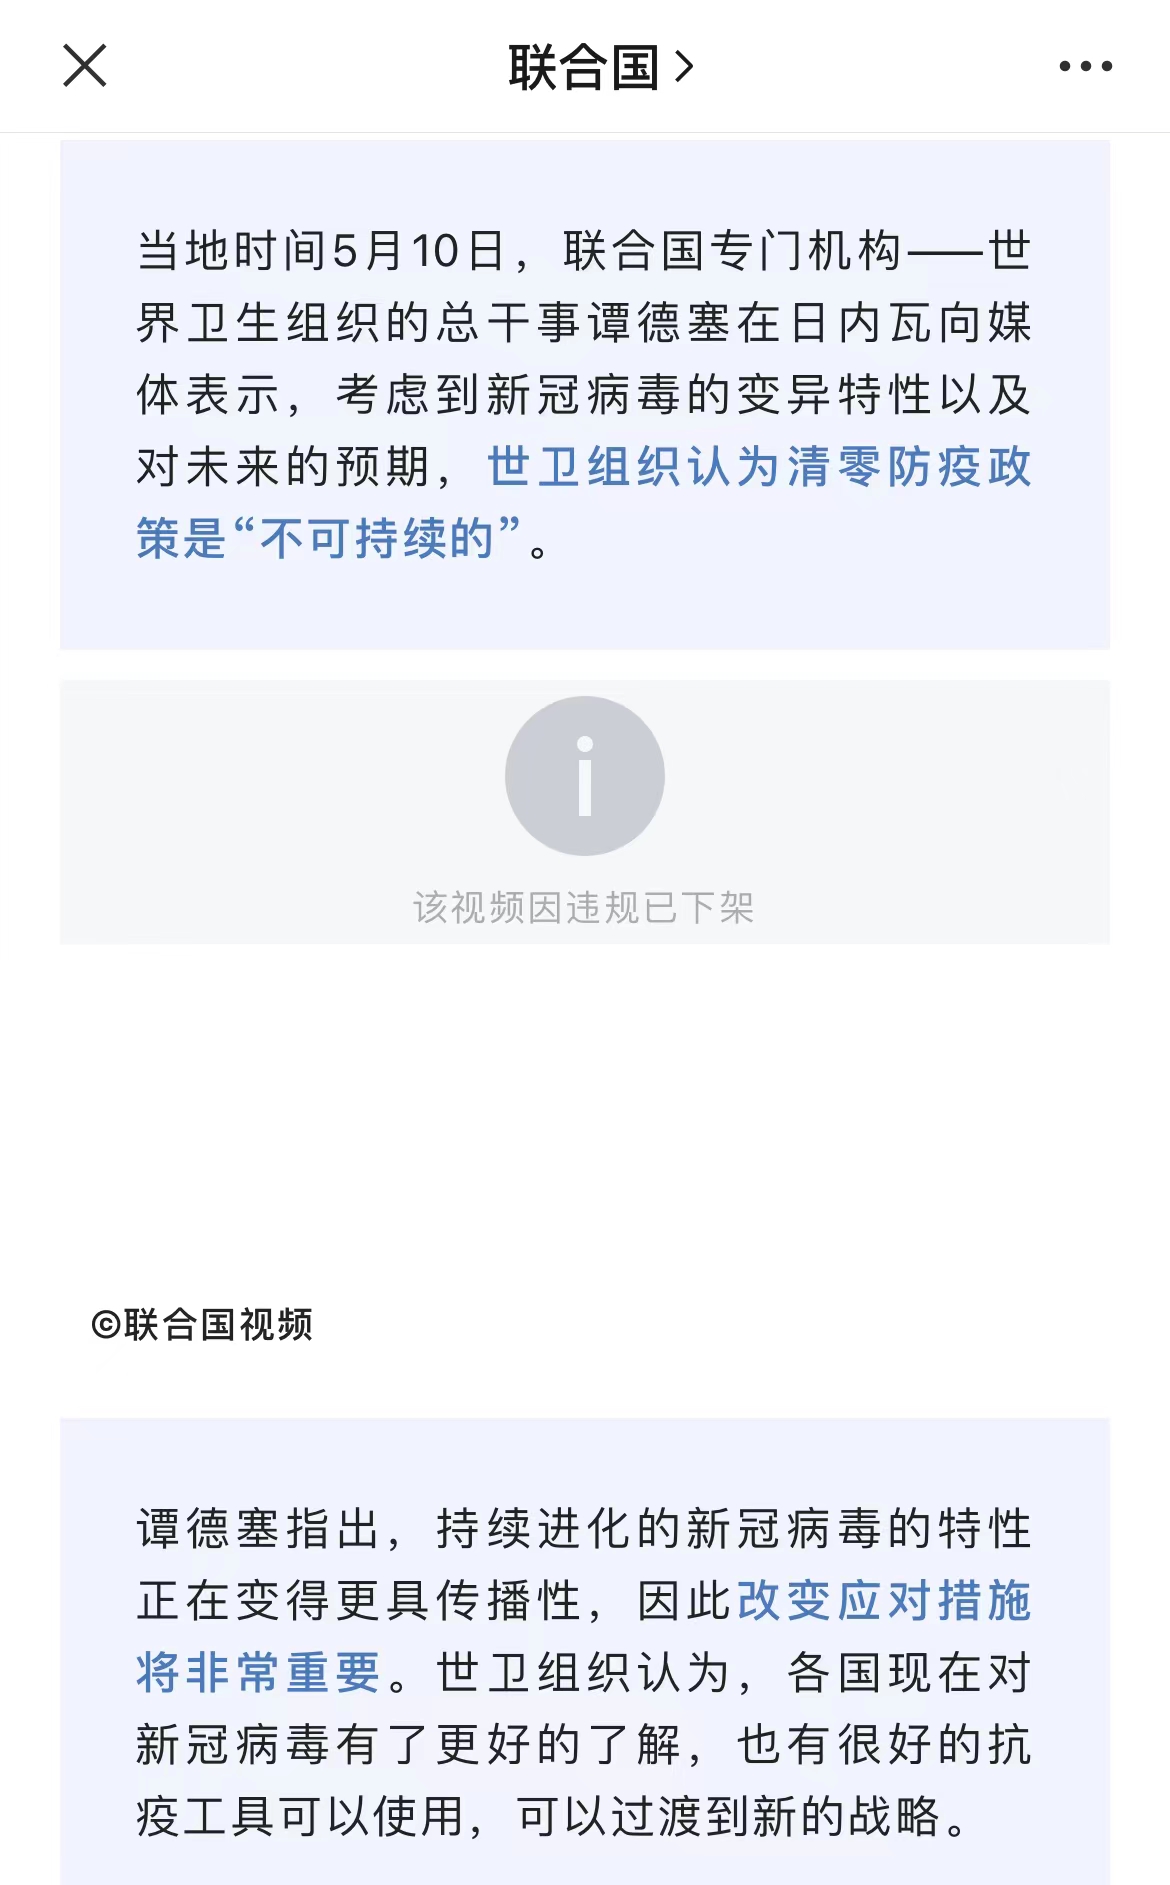 联合国
当地时间5月10日，联合国专门机构——世
界卫生组织的总干事谭德塞在日内瓦向媒
体表示，考虑到新冠病毒的变异特性以及
对未来的预期，世卫组织认为清零防疫政
策是“不可持续的”。
该视频因违规已下架
©联合国视频
谭德塞指出，持续进化的新冠病毒的特性
正在变得更具传播性，因此改变应对措施
将非常重要。世卫组织认为，各国现在对
新冠病毒有了更好的了解，也有很好的抗
疫工具可以使用，可以过渡到新的战略。